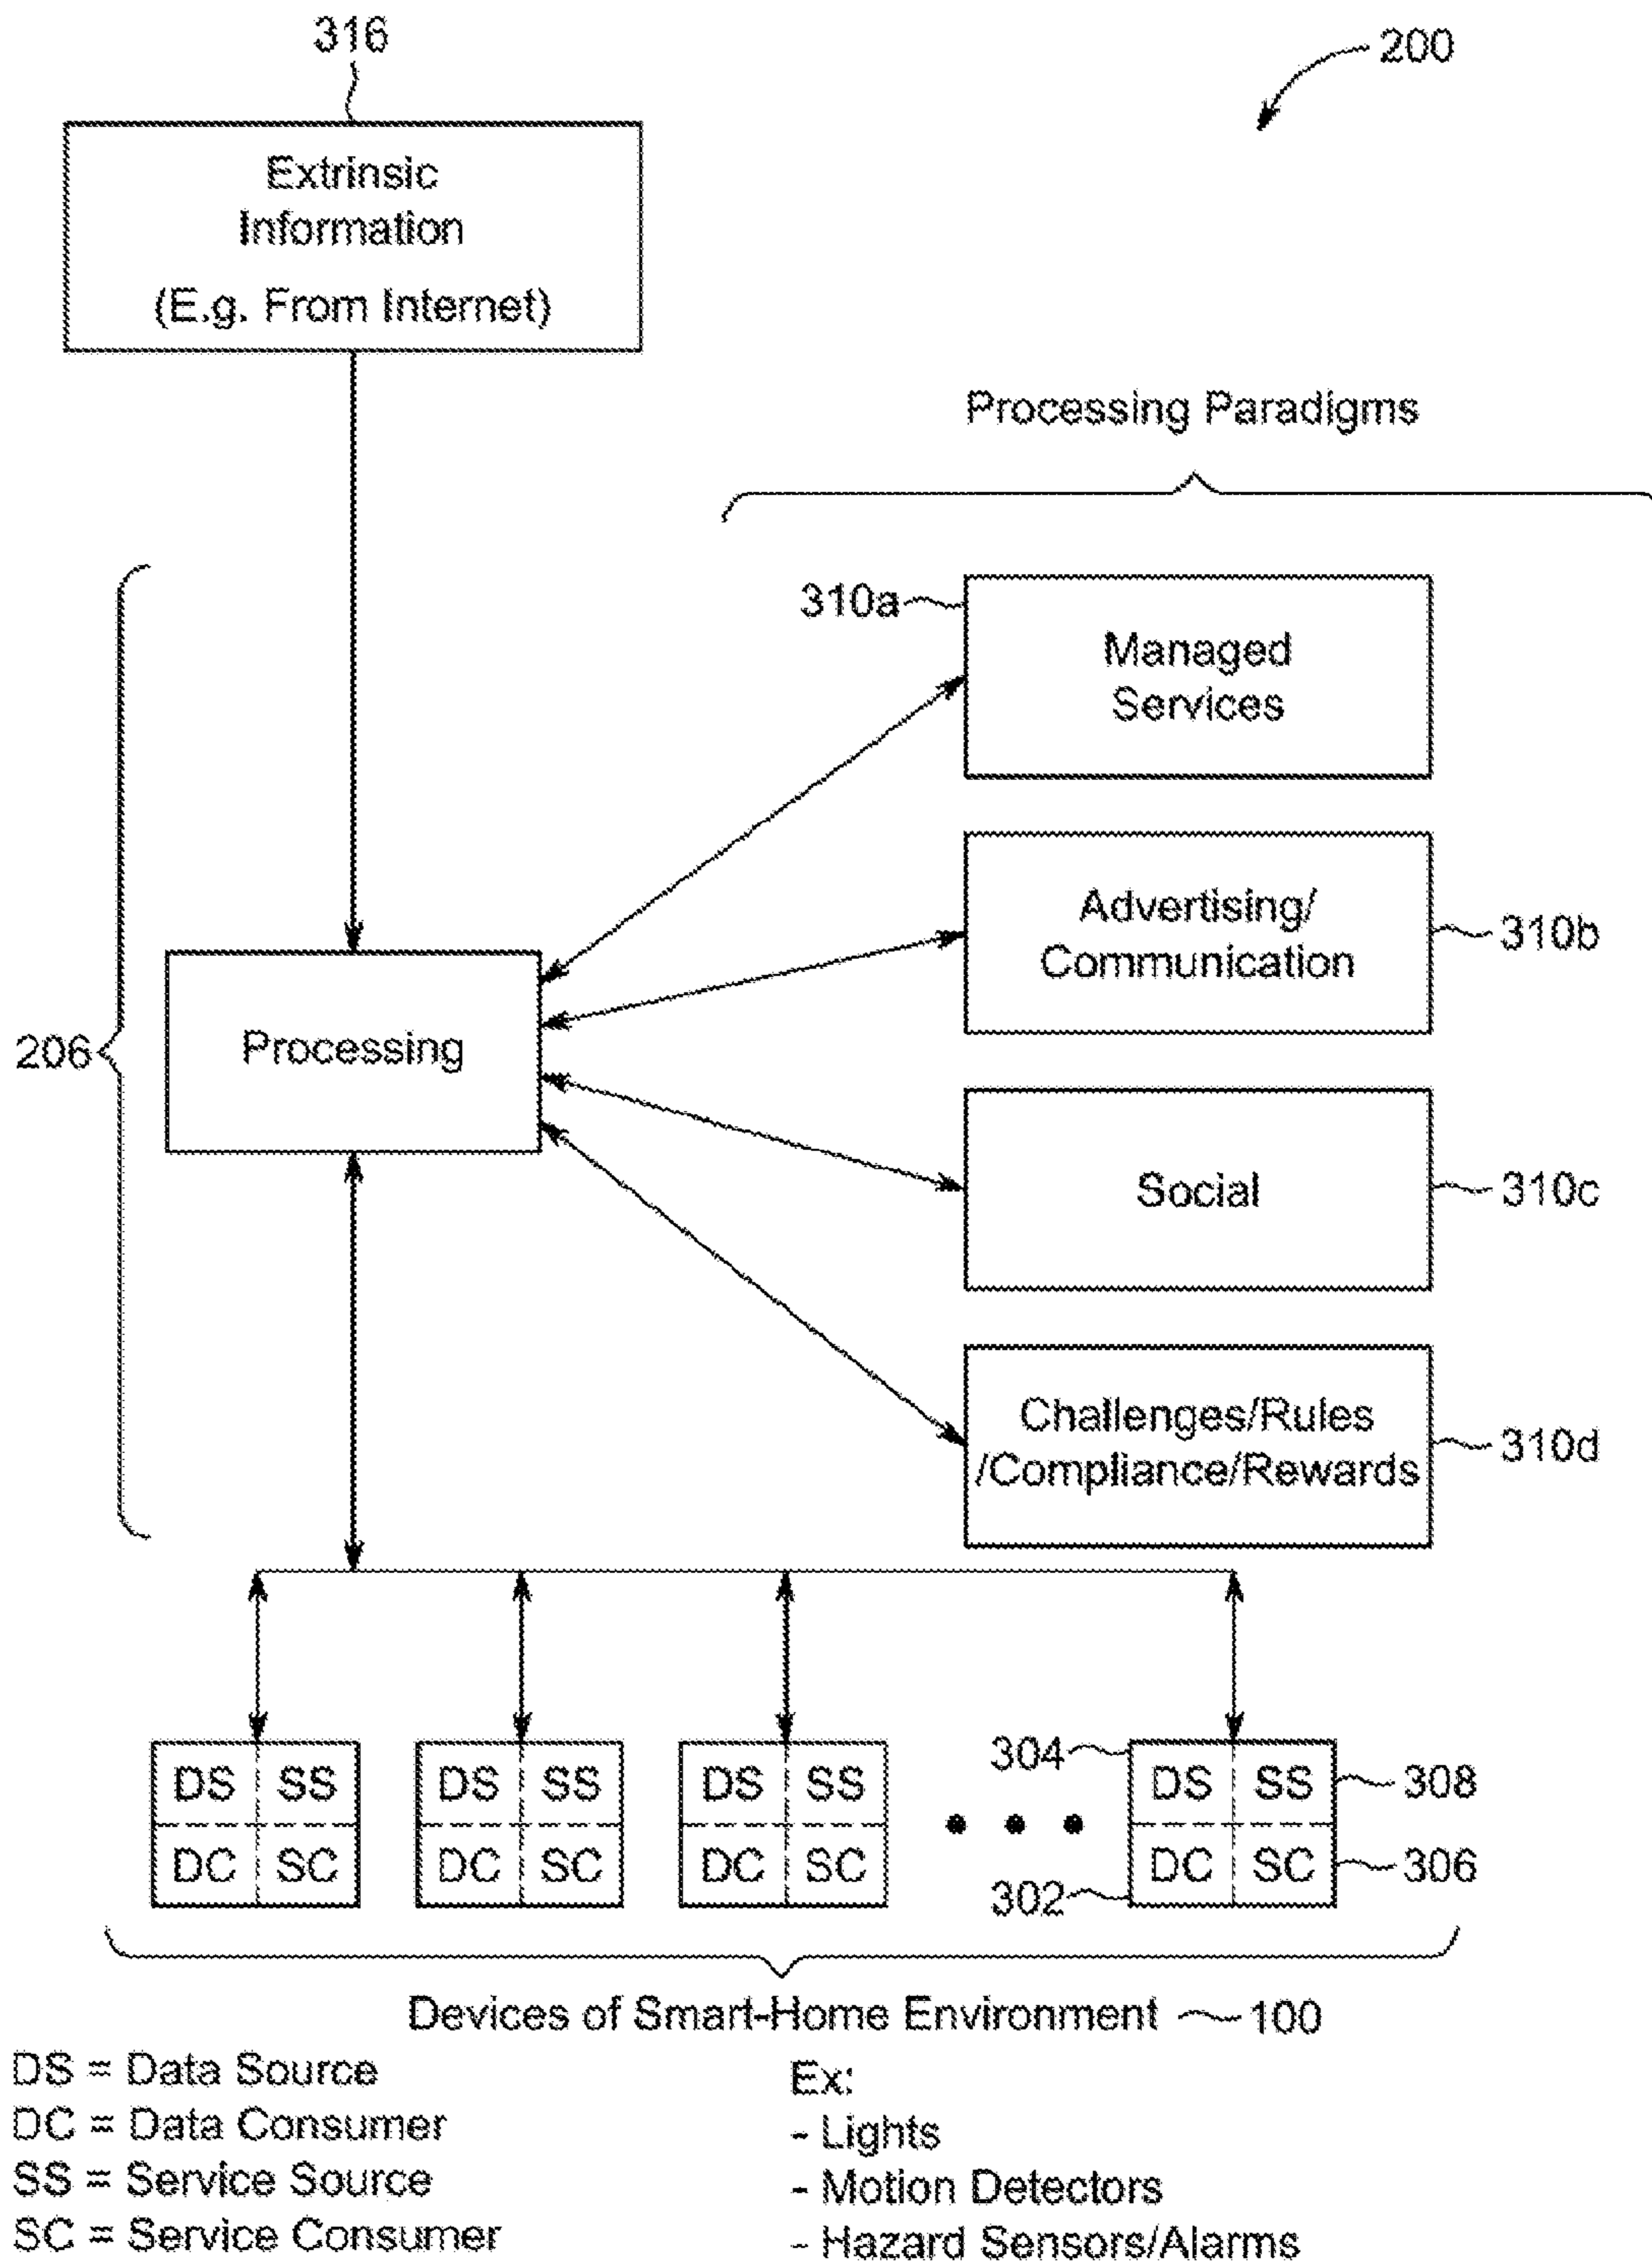 316
200
Extrinsic
Information
(E.g. From Internet)
Processing Paradigms
310a
Managed
Services
Advertising/
Communication
310b
206
Processing
Social
310c
Challenges/Rules
/Compliance/Rewards
310d
DS SS DS SS DS SS 304 DS SS 308
DC SC DC SC DC SC 302 DC SC 306
Devices of Smart-Home Environment 100
DS = Data Source
DC = Data Consumer
SS = Service Source
SC = Service Consumer
Ex:
- Lights
- Motion Detectors
- Hazard Sensors/Alarms